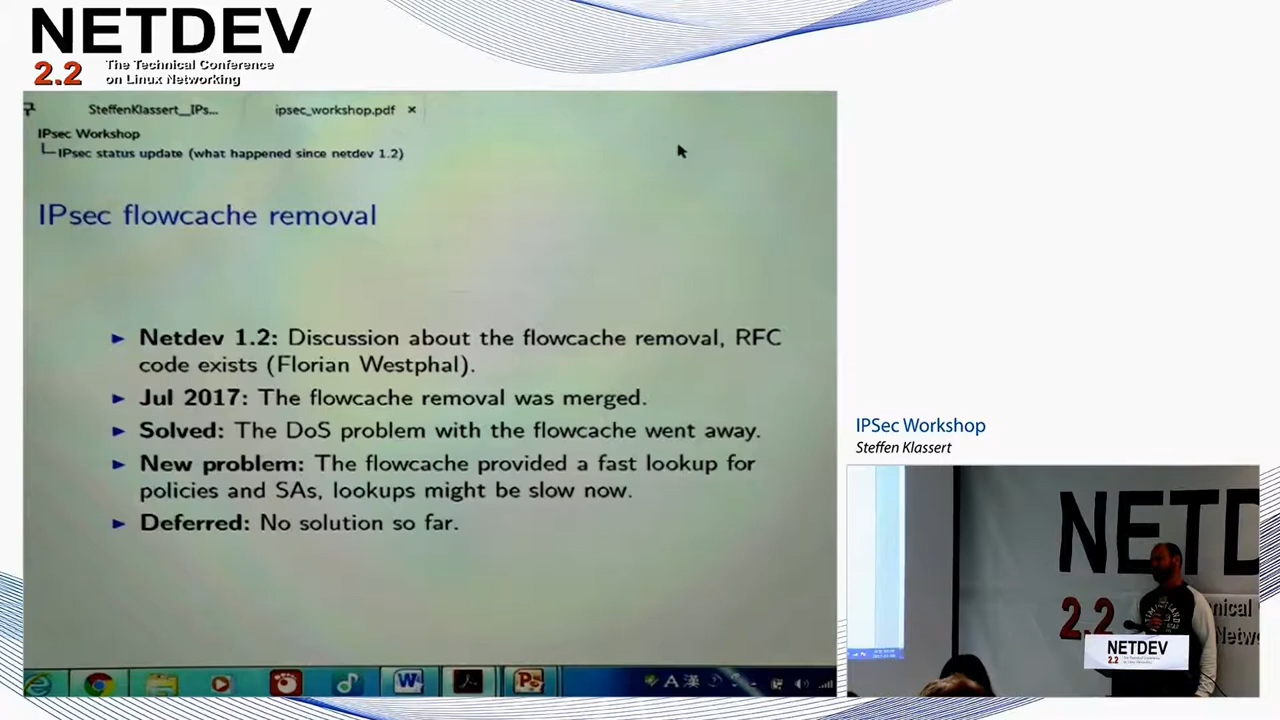 NETDEV
2.2
The Technical Conference
on Linux Networking
SteffenKlassert__IPs...
ipsec_workshop.pdf
IPsec Workshop
IPsec status update (what happened since netdev 1.2)
IPsec flowcache removal
Netdev 1.2: Discussion about the flowcache removal, RFC
code exists (Florian Westphal).
Jul 2017: The flowcache removal was merged.
Solved: The DoS problem with the flowcache went away.
New problem: The flowcache provided a fast lookup for
policies and SAs, lookups might be slow now.
Deferred: No solution so far.
A 漢
IPSec Workshop
Steffen Klassert
NETD
2.2
NETDEV
2.2